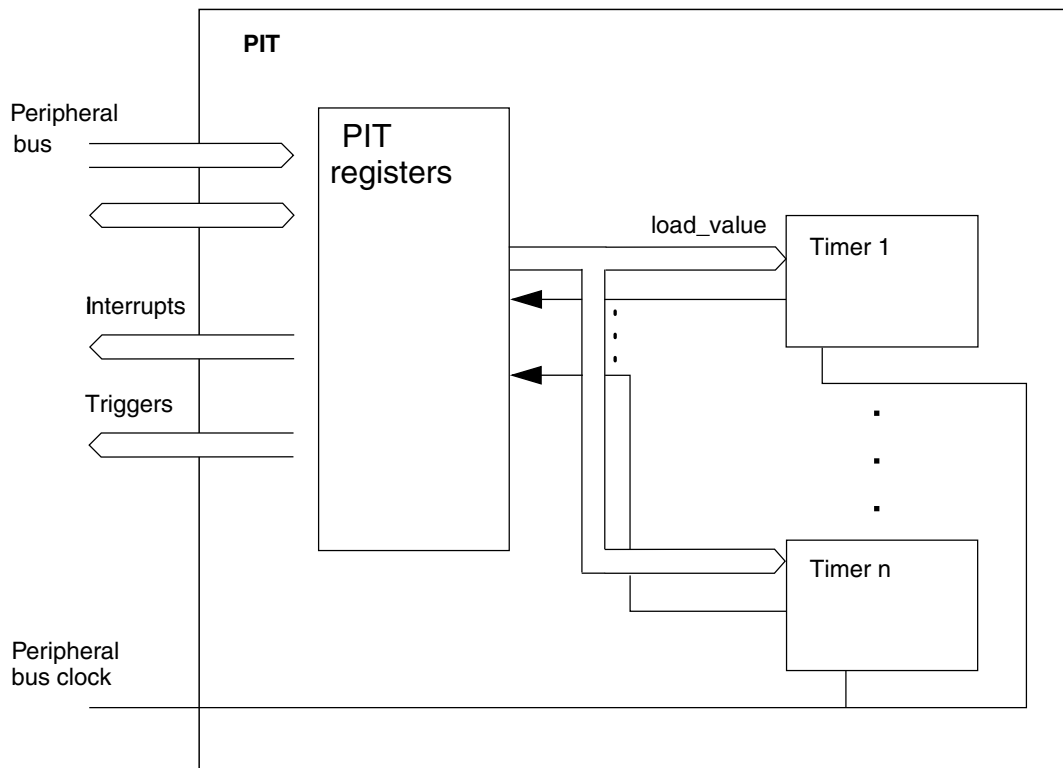 PIT
Peripheral
bus
PIT
registers
load_value
Timer 1
Interrupts
Triggers
Timer n
Peripheral
bus clock